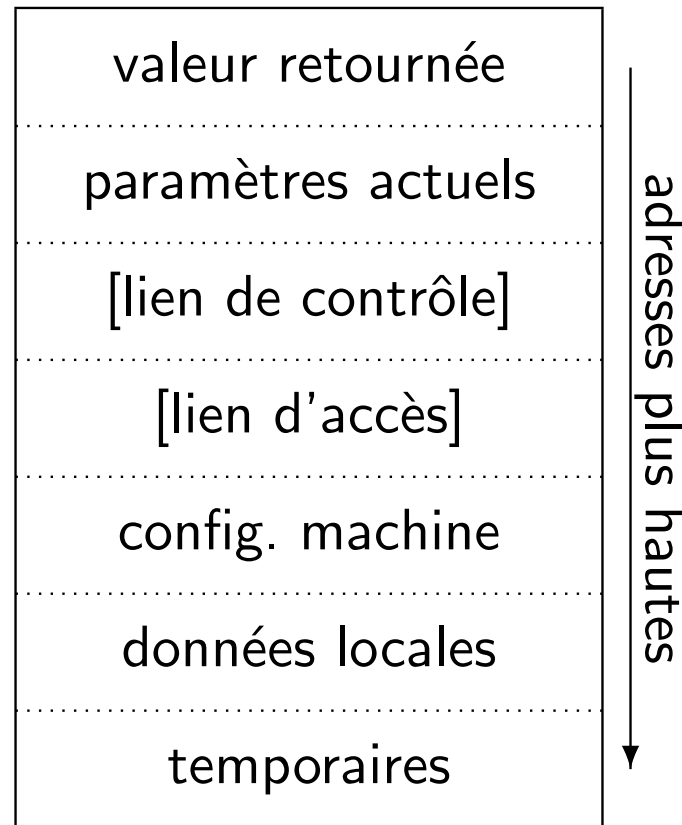 valeur retournée
paramètres actuels
[lien de contrôle]
[lien d'accès]
config. machine
données locales
temporaires
adresses plus hautes